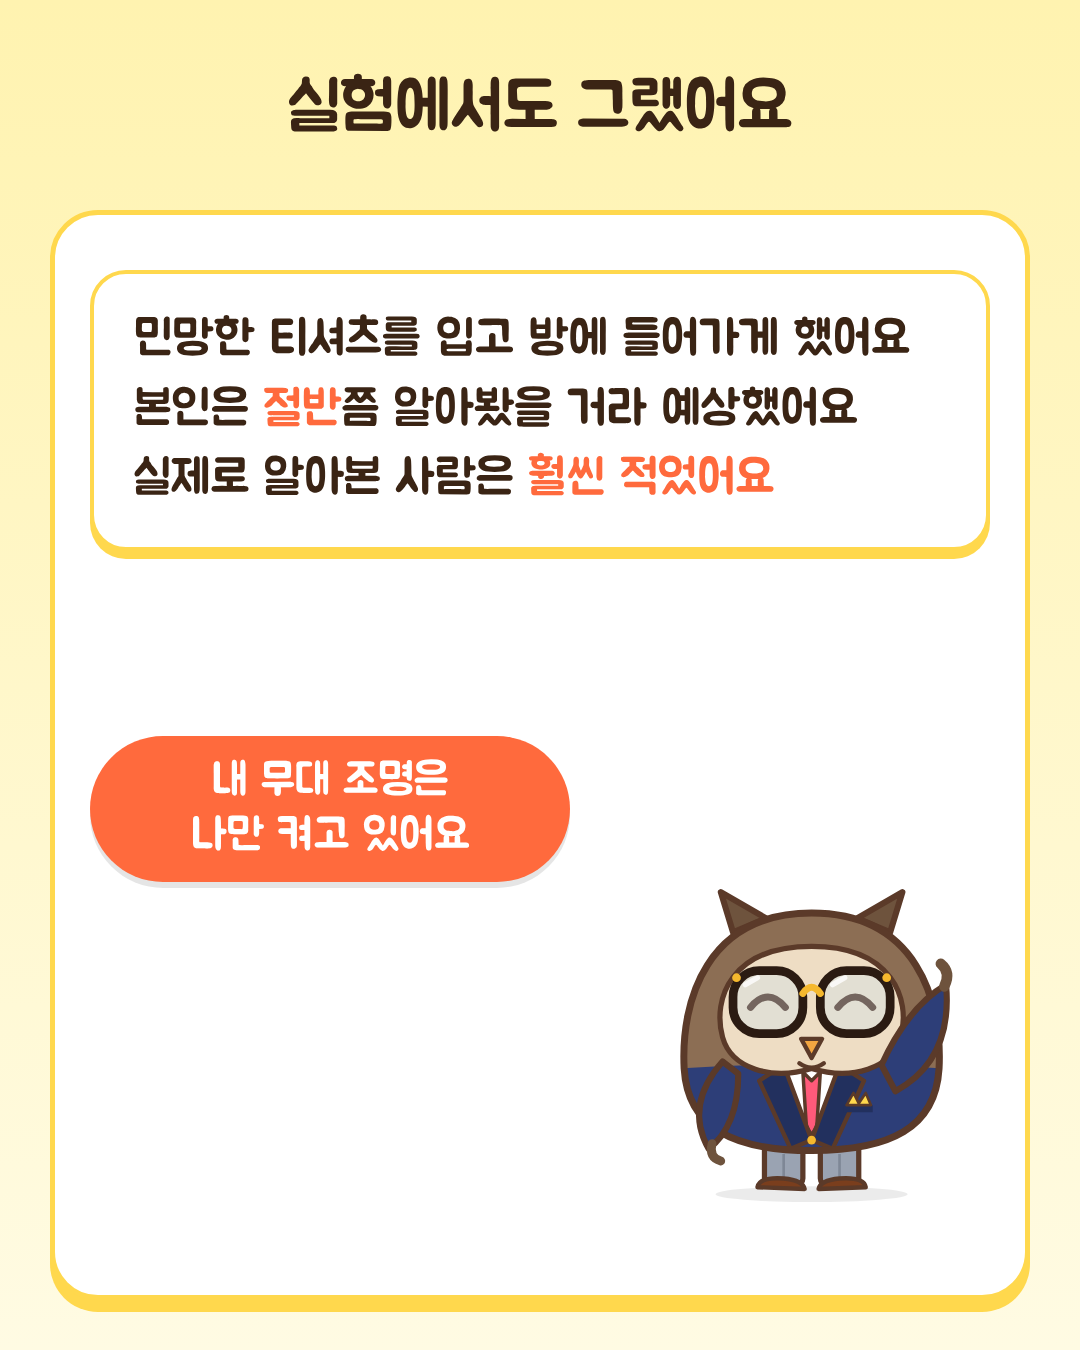 실험에서도 그랬어요
민망한 티셔츠를 입고 방에 들어가게 했어요
본인은 절반쯤 알아봤을 거라 예상했어요
실제로 알아본 사람은 훨씬 적었어요
내 무대 조명은
나만 켜고 있어요